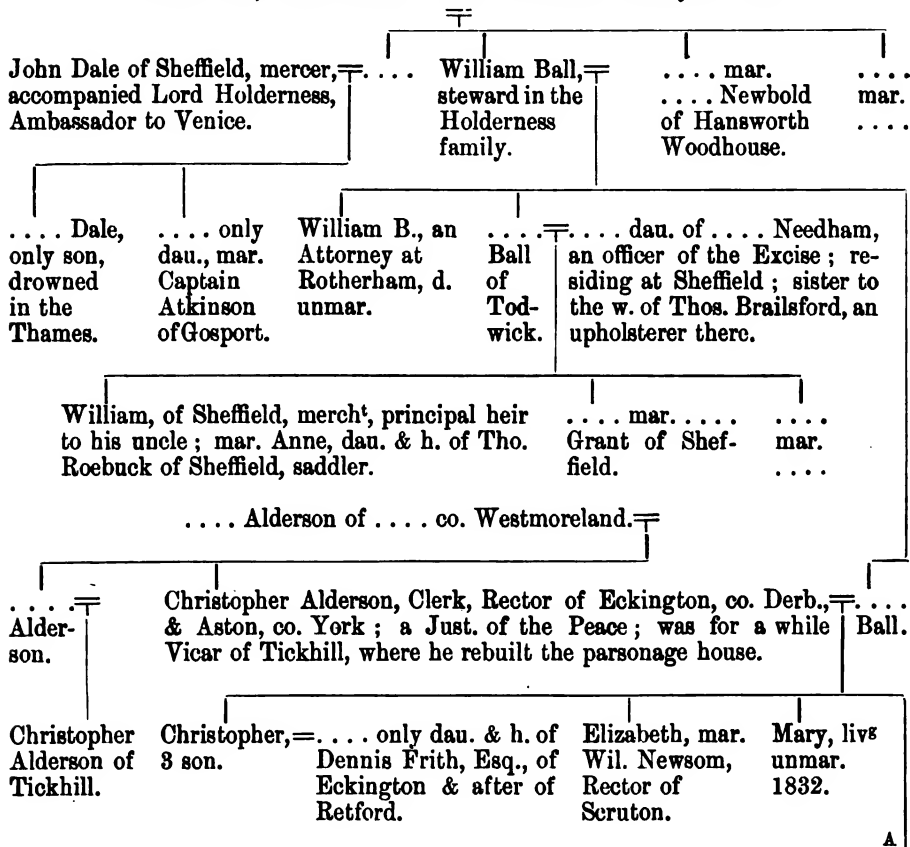 John Dale of Sheffield, mercer,
accompanied Lord Holderness,
Ambassador to Venice.
. . . .
William Ball,
steward in the
Holderness
family.
. . . . mar.
. . . . Newbold
of Hansworth
Woodhouse.
. . . .
mar.
. . . .
. . . . Dale,
only son,
drowned
in the
Thames.
. . . . only
dau., mar.
Captain
Atkinson
of Gosport.
William B., an
Attorney at
Rotherham, d.
unmar.
. . . .
Ball
of
Tod-
wick.
. . . . dau. of . . . . Needham,
an officer of the Excise ; re-
siding at Sheffield ; sister to
the w. of Thos. Brailsford, an
upholsterer there.
William, of Sheffield, mercht, principal heir
to his uncle ; mar. Anne, dau. & h. of Tho.
Roebuck of Sheffield, saddler.
. . . . mar. . . . .
Grant of Shef-
field.
. . . .
mar.
. . . .
. . . . Alderson of . . . . co. Westmoreland.
. . . .
Alder-
son.
Christopher Alderson, Clerk, Rector of Eckington, co. Derb.,
& Aston, co. York ; a Just. of the Peace ; was for a while
Vicar of Tickhill, where he rebuilt the parsonage house.
. . . .
Ball.
Christopher
Alderson of
Tickhill.
Christopher,
3 son.
. . . . only dau. & h. of
Dennis Frith, Esq., of
Eckington & after of
Retford.
Elizabeth, mar.
Wil. Newsom,
Rector of
Scruton.
Mary, livg
unmar.
1832.
A